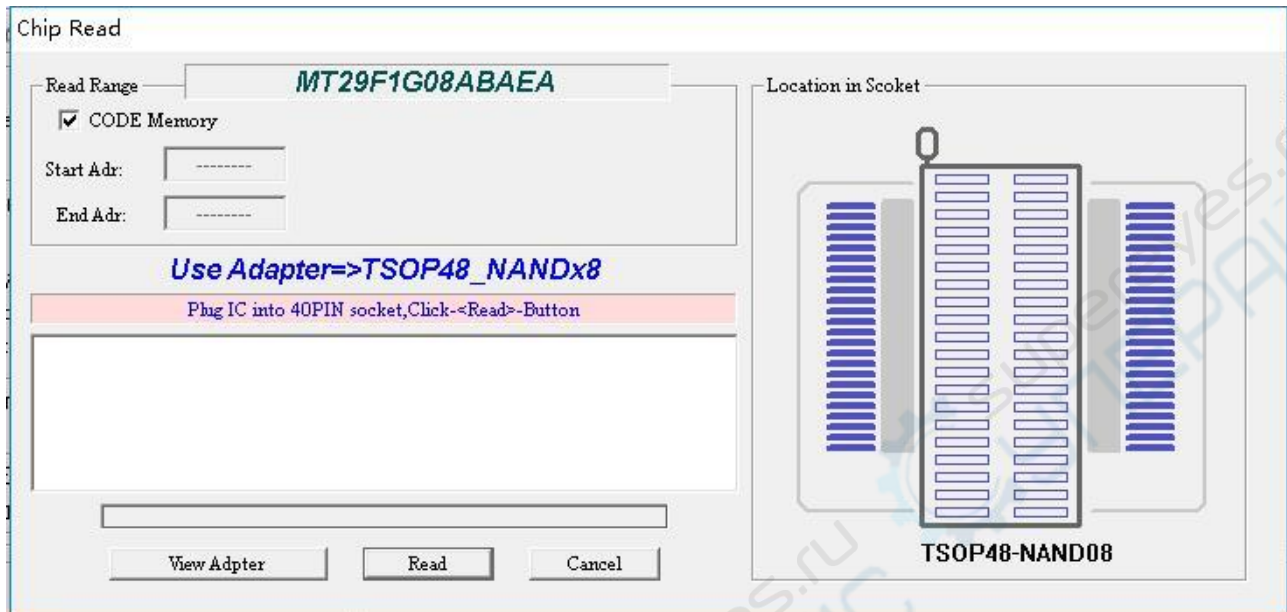 Chip Read
Read Range
MT29F1G08ABAEA
CODE Memory
Start Adr:
--------
End Adr:
--------
Use Adapter=>TSOP48_NANDx8
Plug IC into 40PIN socket,Click-<Read>-Button
View Adpter
Read
Cancel
Location in Scoket
TSOP48-NAND08